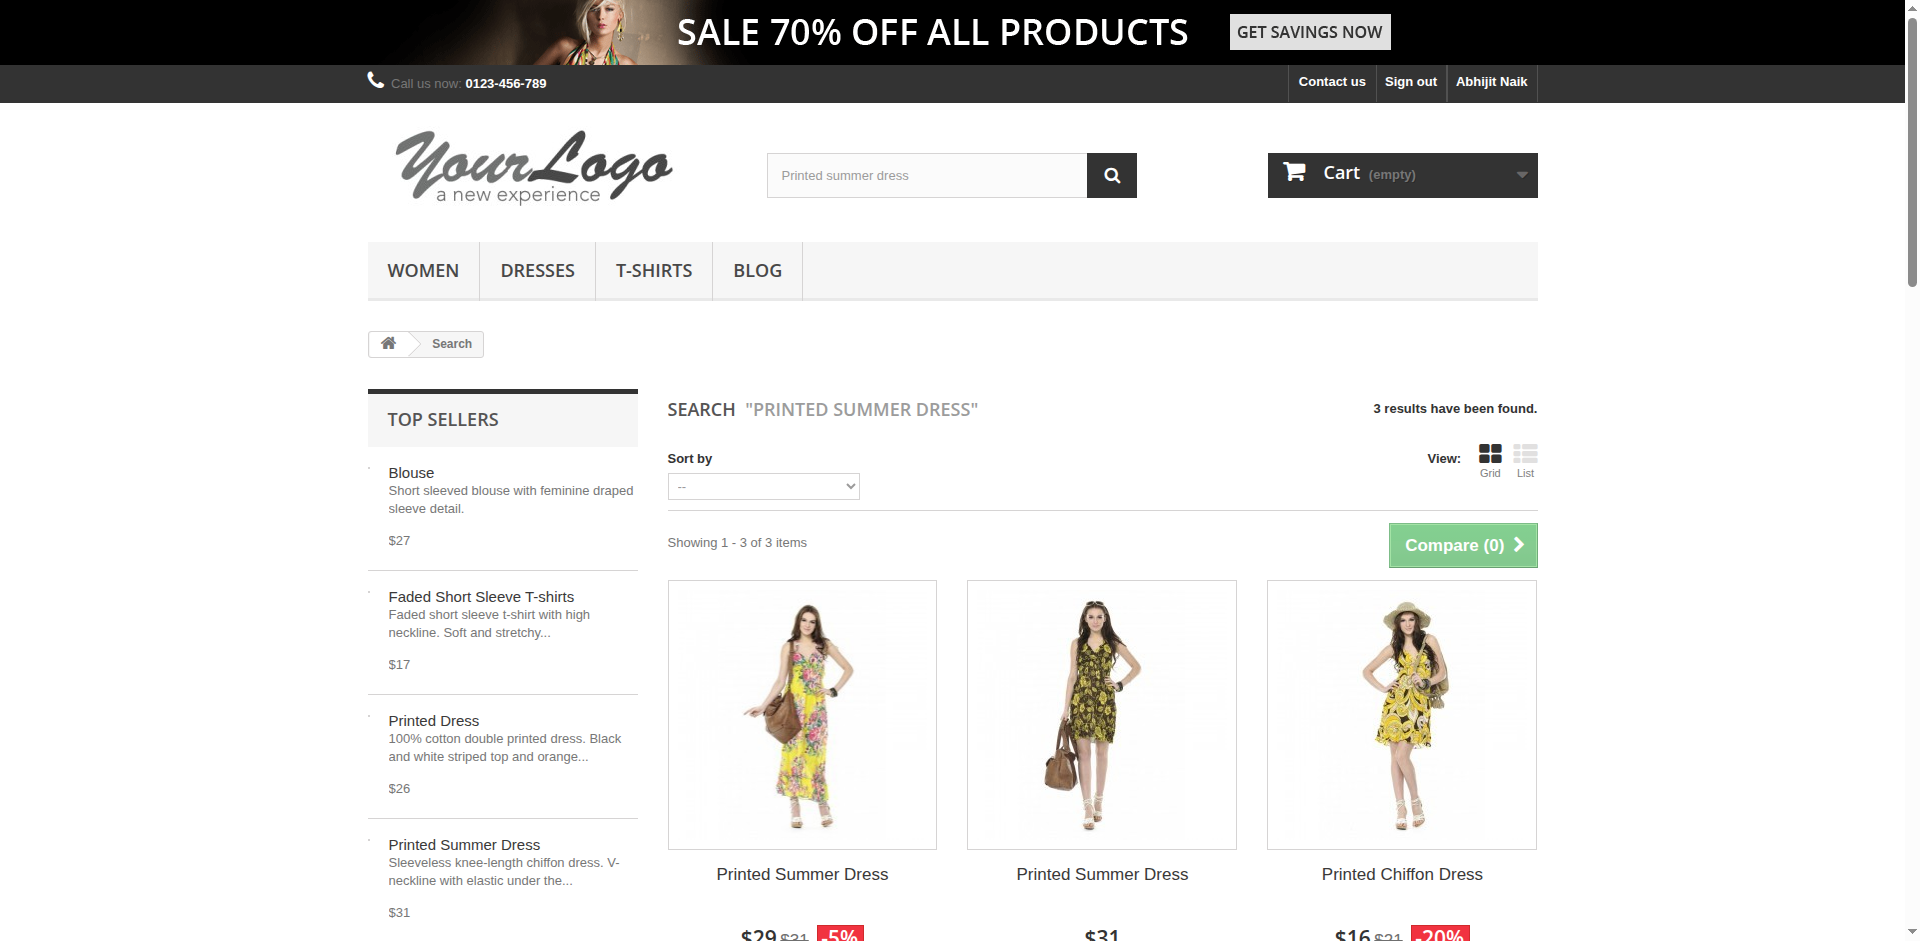 SALE 70% OFF ALL PRODUCTS
GET SAVINGS NOW
Call us now: 0123-456-789
Contact us
Sign out
Abhijit Naik
YourLogo
a new experience
Printed summer dress
Cart (empty)
WOMEN
DRESSES
T-SHIRTS
BLOG
Search
TOP SELLERS
Blouse
Short sleeved blouse with feminine draped
sleeve detail.
$27
Faded Short Sleeve T-shirts
Faded short sleeve t-shirt with high
neckline. Soft and stretchy...
$17
Printed Dress
100% cotton double printed dress. Black
and white striped top and orange...
$26
Printed Summer Dress
Sleeveless knee-length chiffon dress. V-
neckline with elastic under the...
$31
SEARCH "PRINTED SUMMER DRESS"
3 results have been found.
Sort by
--
View:
Grid
List
Showing 1 - 3 of 3 items
Compare (0)
Printed Summer Dress
$29 $31 -5%
Printed Summer Dress
$31
Printed Chiffon Dress
$16 $21 -20%